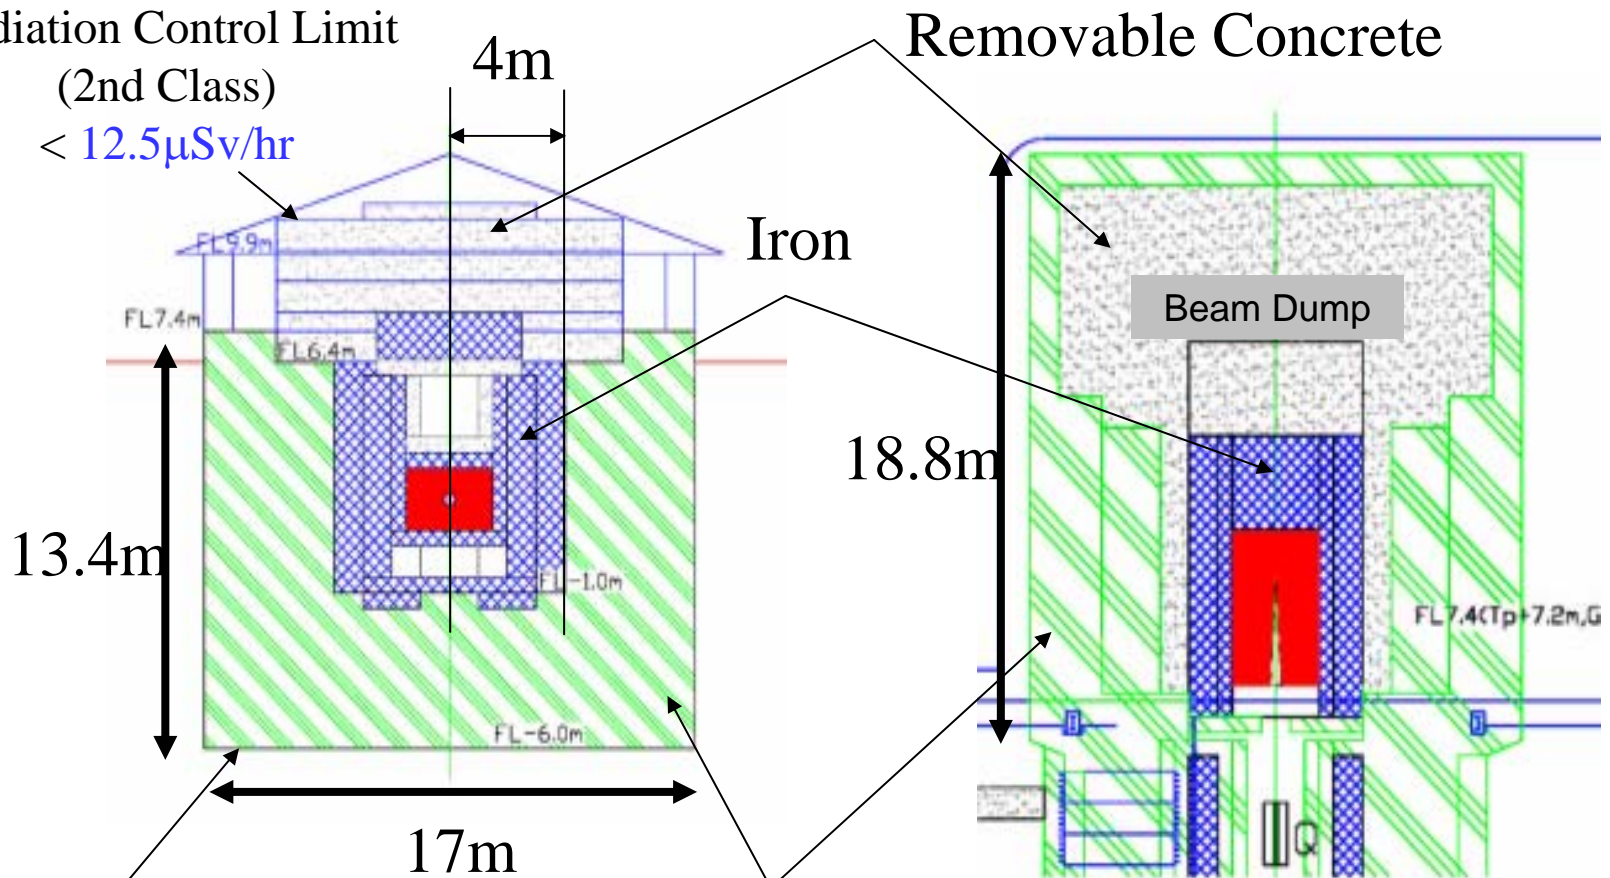 diation Control Limit
(2nd Class)
< 12.5μSv/hr
4m
Removable Concrete
Iron
FL9.9m
FL7.4m
FL6.4m
Beam Dump
18.8m
13.4m
FL-1.0m
FL7.4(Tp+7.2m,G
FL-6.0m
17m
Q